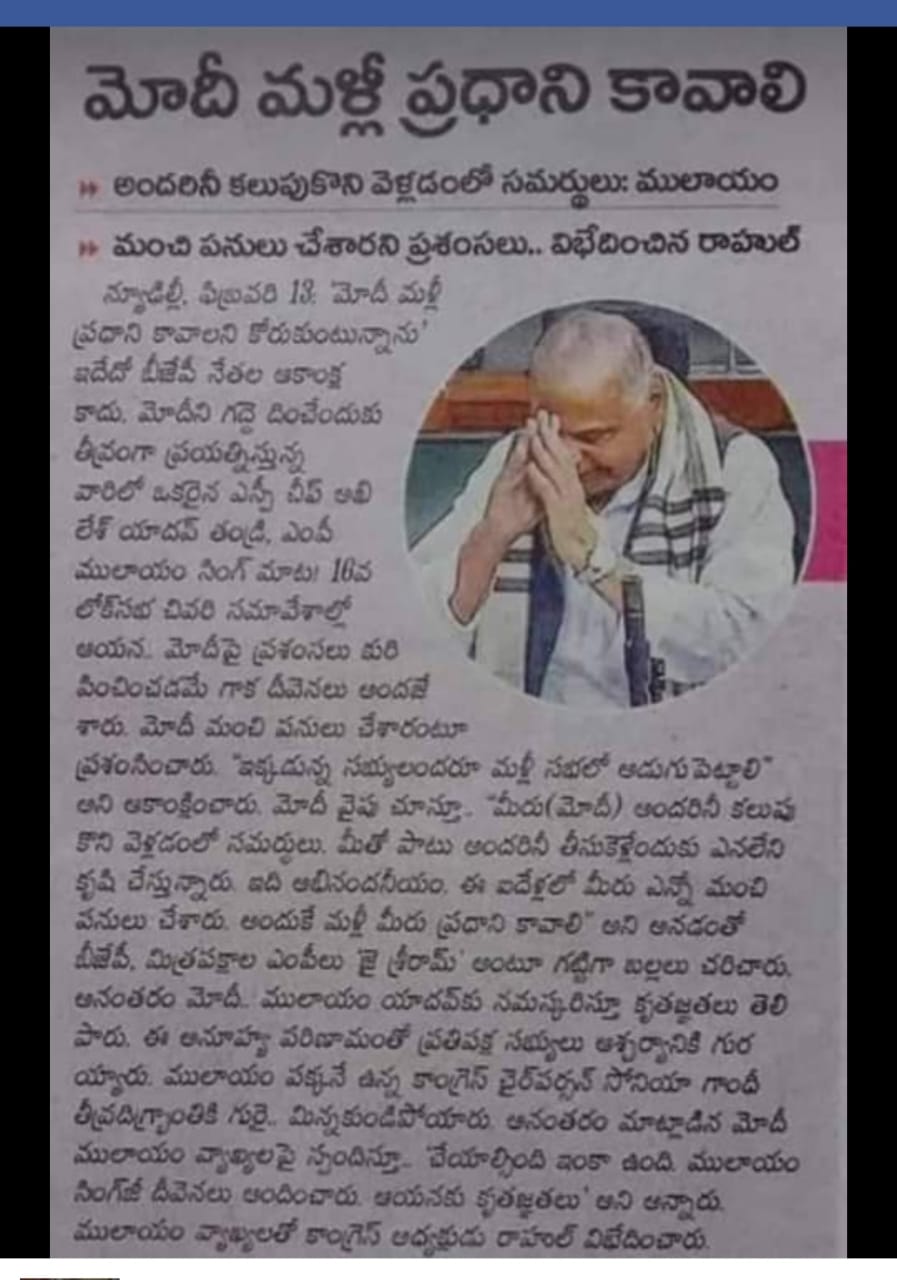 మోదీ మళ్లీ ప్రధాని కావాలి
అందరినీ కలుపుకొని వెళ్లడంలో సమర్థులు: ములాయం
మంచి పనులు చేశారని ప్రశంసలు.. విభేదించిన రాహుల్
న్యూఢిల్లీ, ఫిబ్రవరి 13: 'మోదీ మళ్లీ
ప్రధాని కావాలని కోరుకుంటున్నాను'
ఇదేదో బీజేపీ నేతల ఆకాంక్ష
కాదు. మోదీని గద్దె దించేందుకు
తీవ్రంగా ప్రయత్నిస్తున్న
వారిలో ఒకరైన ఎస్పీ చీఫ్ అఖి
లేశ్ యాదవ్ తండ్రి, ఎంపీ
ములాయం సింగ్ మాట! 16వ
లోక్‌సభ చివరి సమావేశాల్లో
ఆయన.. మోదీపై ప్రశంసలు కురి
పించడమే గాక దీవెనలు అందజే
శారు. మోదీ మంచి పనులు చేశారంటూ
ప్రశంసించారు. "ఇక్కడున్న సభ్యులందరూ మళ్లీ సభలో అడుగుపెట్టాలి"
అని ఆకాంక్షించారు. మోదీ వైపు చూస్తూ.. "మీరు(మోదీ) అందరినీ కలుపు
కొని వెళ్లడంలో సమర్థులు. మీతో పాటు అందరినీ తీసుకెళ్లేందుకు ఎనలేని
కృషి చేస్తున్నారు. ఇది అభినందనీయం. ఈ ఐదేళ్లలో మీరు ఎన్నో మంచి
పనులు చేశారు. అందుకే మళ్లీ మీరు ప్రధాని కావాలి" అని అనడంతో
బీజేపీ, మిత్రపక్షాల ఎంపీలు 'జై శ్రీరామ్' అంటూ గట్టిగా బల్లలు చరిచారు.
అనంతరం మోదీ.. ములాయం యాదవ్‌కు నమస్కరిస్తూ కృతజ్ఞతలు తెలి
పారు. ఈ అనూహ్య పరిణామంతో ప్రతిపక్ష సభ్యులు ఆశ్చర్యానికి గుర
య్యారు. ములాయం పక్కనే ఉన్న కాంగ్రెస్ చైర్‌పర్సన్ సోనియా గాంధీ
తీవ్రదిగ్భ్రాంతికి గురై.. మిన్నకుండిపోయారు. అనంతరం మాట్లాడిన మోదీ
ములాయం వ్యాఖ్యలపై స్పందిస్తూ.. 'చేయాల్సింది ఇంకా ఉంది. ములాయం
సింగ్‌జీ దీవెనలు అందించారు. ఆయనకు కృతజ్ఞతలు' అని అన్నారు.
ములాయం వ్యాఖ్యలతో కాంగ్రెస్ అధ్యక్షుడు రాహుల్ విభేదించారు.